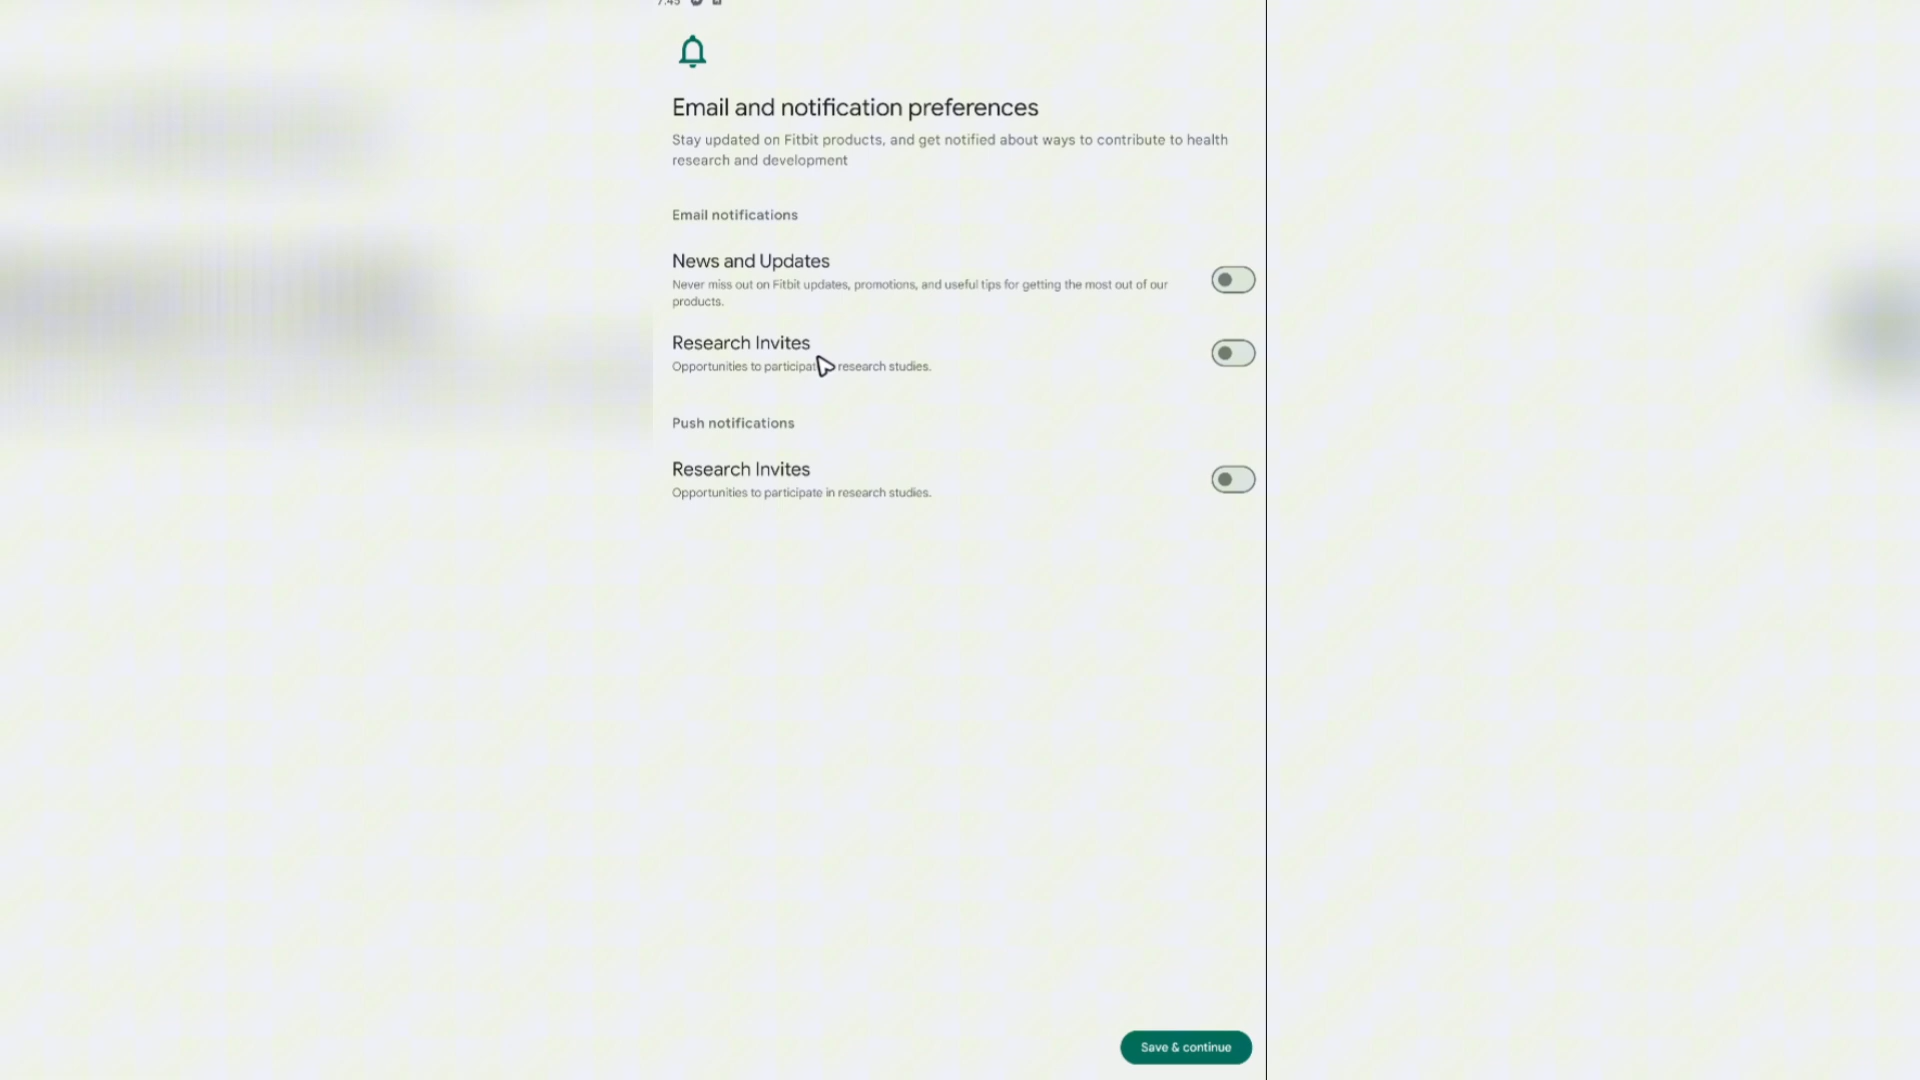 Email and notification preferences
Stay updated on Fitbit products, and get notified about ways to contribute to health
research and development
Email notifications
News and Updates
Never miss out on Fitbit updates, promotions, and useful tips for getting the most out of our
products.
Research Invites
Opportunities to participat research studies.
Push notifications
Research Invites
Opportunities to participate in research studies.
Save & continue